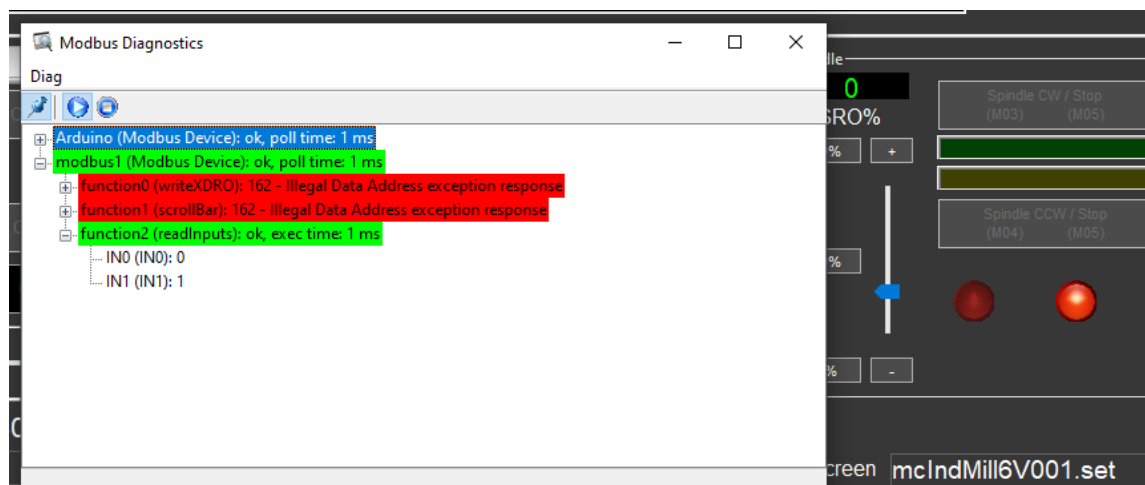 Modbus Diagnostics
Diag
Arduino (Modbus Device): ok, poll time: 1 ms
modbus1 (Modbus Device): ok, poll time: 1 ms
function0 (writeXDRO): 162 - Illegal Data Address exception response
function1 (scrollBar): 162 - Illegal Data Address exception response
function2 (readInputs): ok, exec time: 1 ms
IN0 (IN0): 0
IN1 (IN1): 1
0
SRO%
% +
Spindle CW / Stop
(M03) (M05)
Spindle CCW / Stop
(M04) (M05)
%
% -
mcIndMill6V001.set